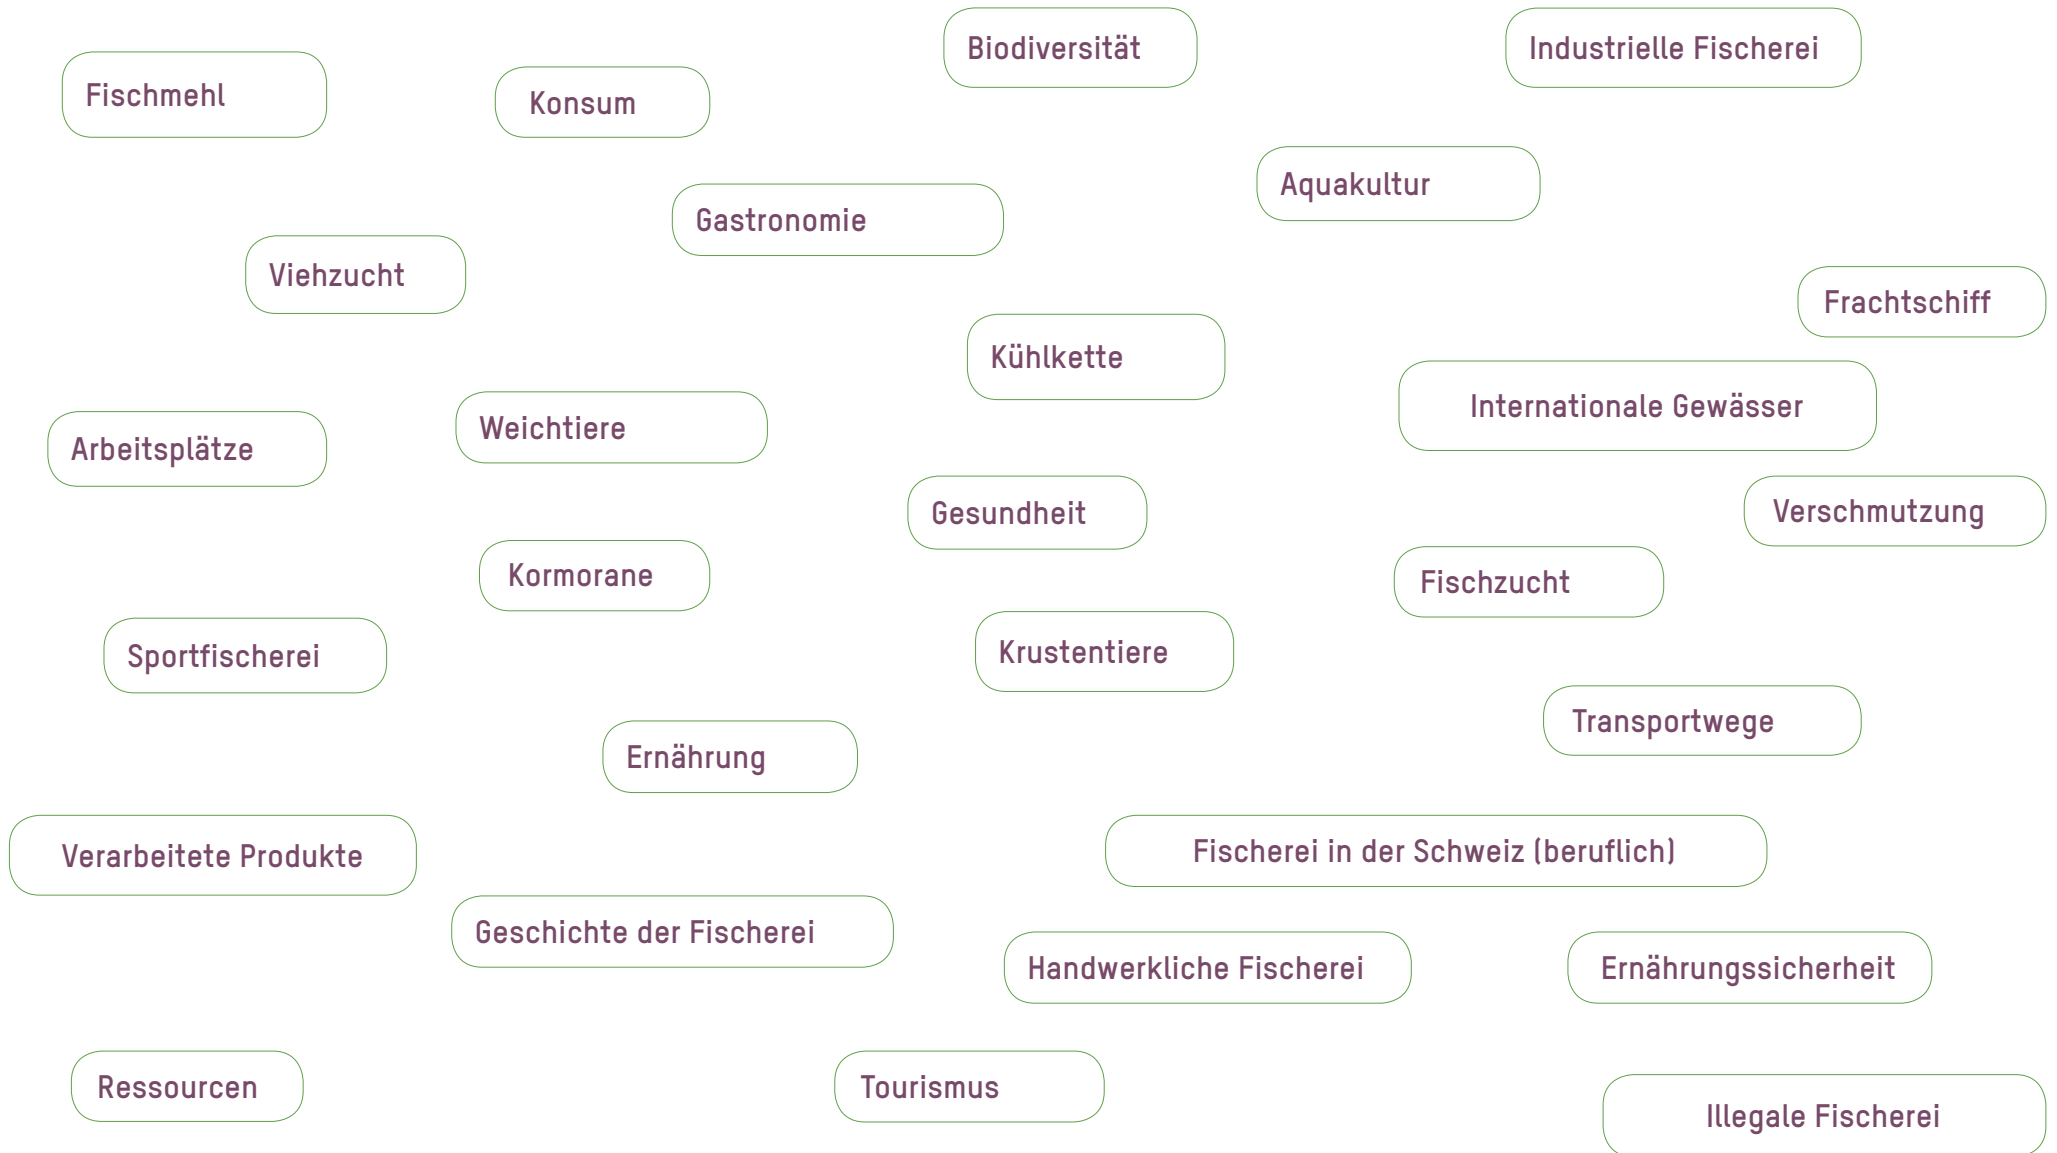 Biodiversität
Industrielle Fischerei
Fischmehl
Konsum
Aquakultur
Gastronomie
Viehzucht
Frachtschiff
Kühlkette
Internationale Gewässer
Weichtiere
Arbeitsplätze
Gesundheit
Verschmutzung
Kormorane
Fischzucht
Sportfischerei
Krustentiere
Transportwege
Ernährung
Verarbeitete Produkte
Fischerei in der Schweiz (beruflich)
Geschichte der Fischerei
Handwerkliche Fischerei
Ernährungssicherheit
Ressourcen
Tourismus
Illegale Fischerei